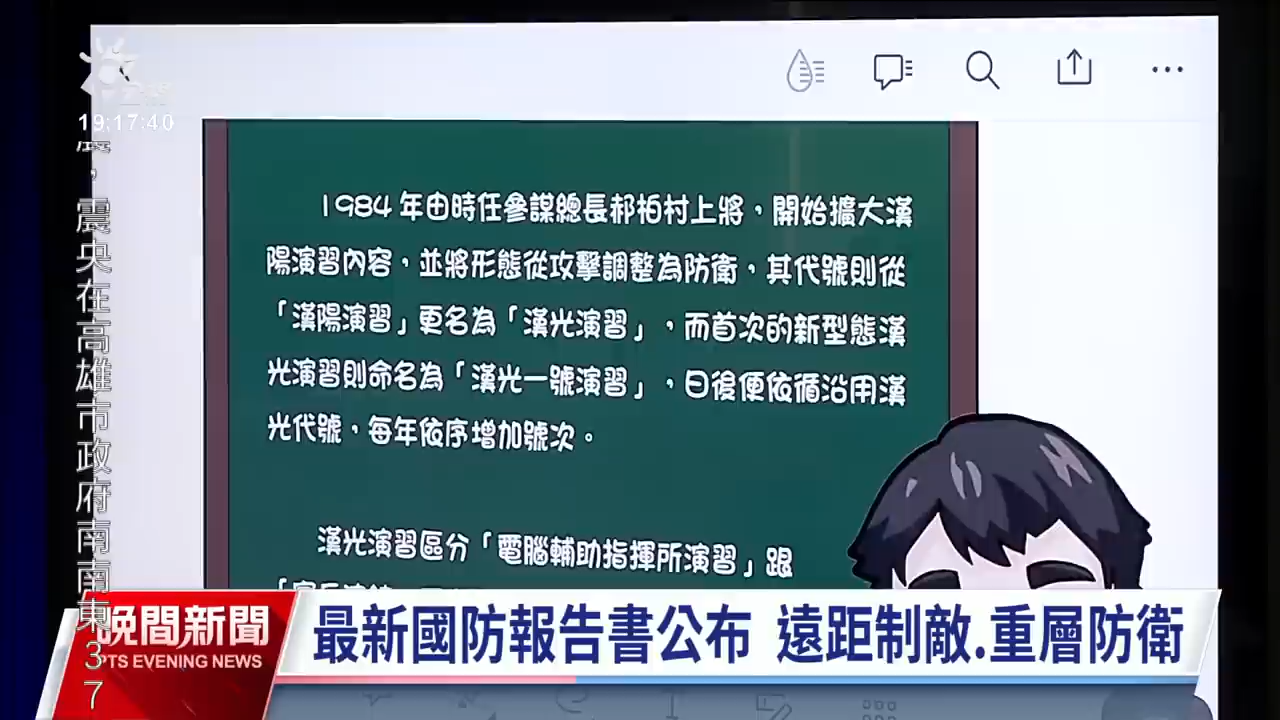 19:17:40
，震央在高雄市政府南南東37
1984年由時任參謀總長郝柏村上將，開始擴大漢
陽演習內容，並將形態從攻擊調整為防衛，其代號則從
「漢陽演習」更名為「漢光演習」，而首次的新型態漢
光演習則命名為「漢光一號演習」，日後便依循沿用漢
光代號，每年依序增加號次。
漢光演習區分「電腦輔助指揮所演習」跟
晚間新聞
PTS EVENING NEWS
最新國防報告書公布 遠距制敵.重層防衛